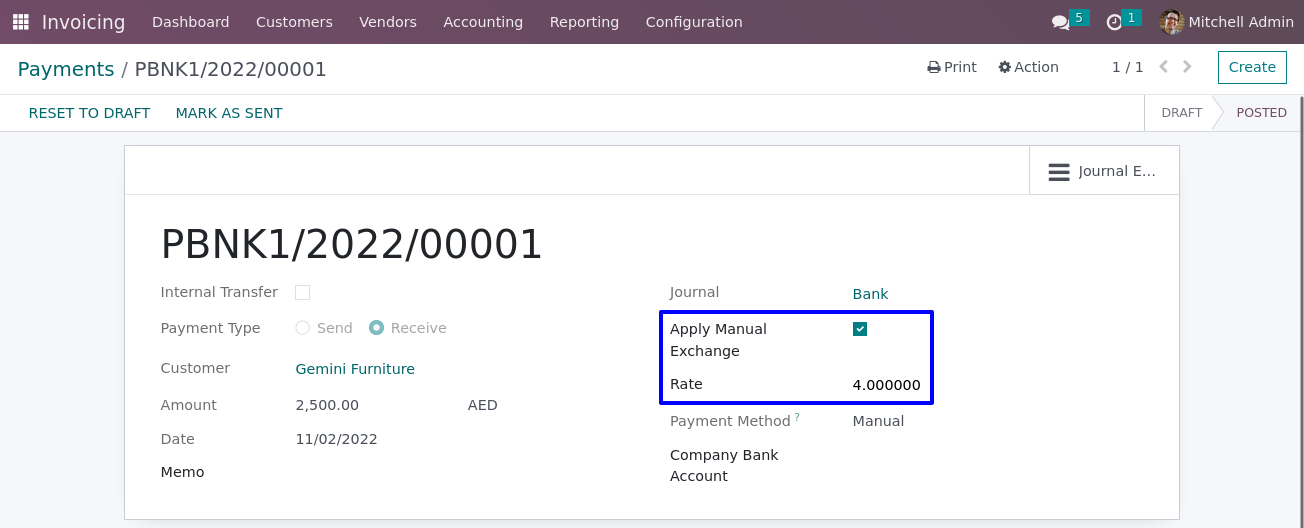 Invoicing Dashboard Customers Vendors Accounting Reporting Configuration 5 1 Mitchell Admin
Payments / PBNK1/2022/00001 Print Action 1 / 1 Create
RESET TO DRAFT MARK AS SENT DRAFT POSTED
Journal E...
PBNK1/2022/00001
Internal Transfer
Payment Type Send Receive
Customer Gemini Furniture
Amount 2,500.00 AED
Date 11/02/2022
Memo
Journal Bank
Apply Manual
Exchange
Rate 4.000000
Payment Method ? Manual
Company Bank
Account